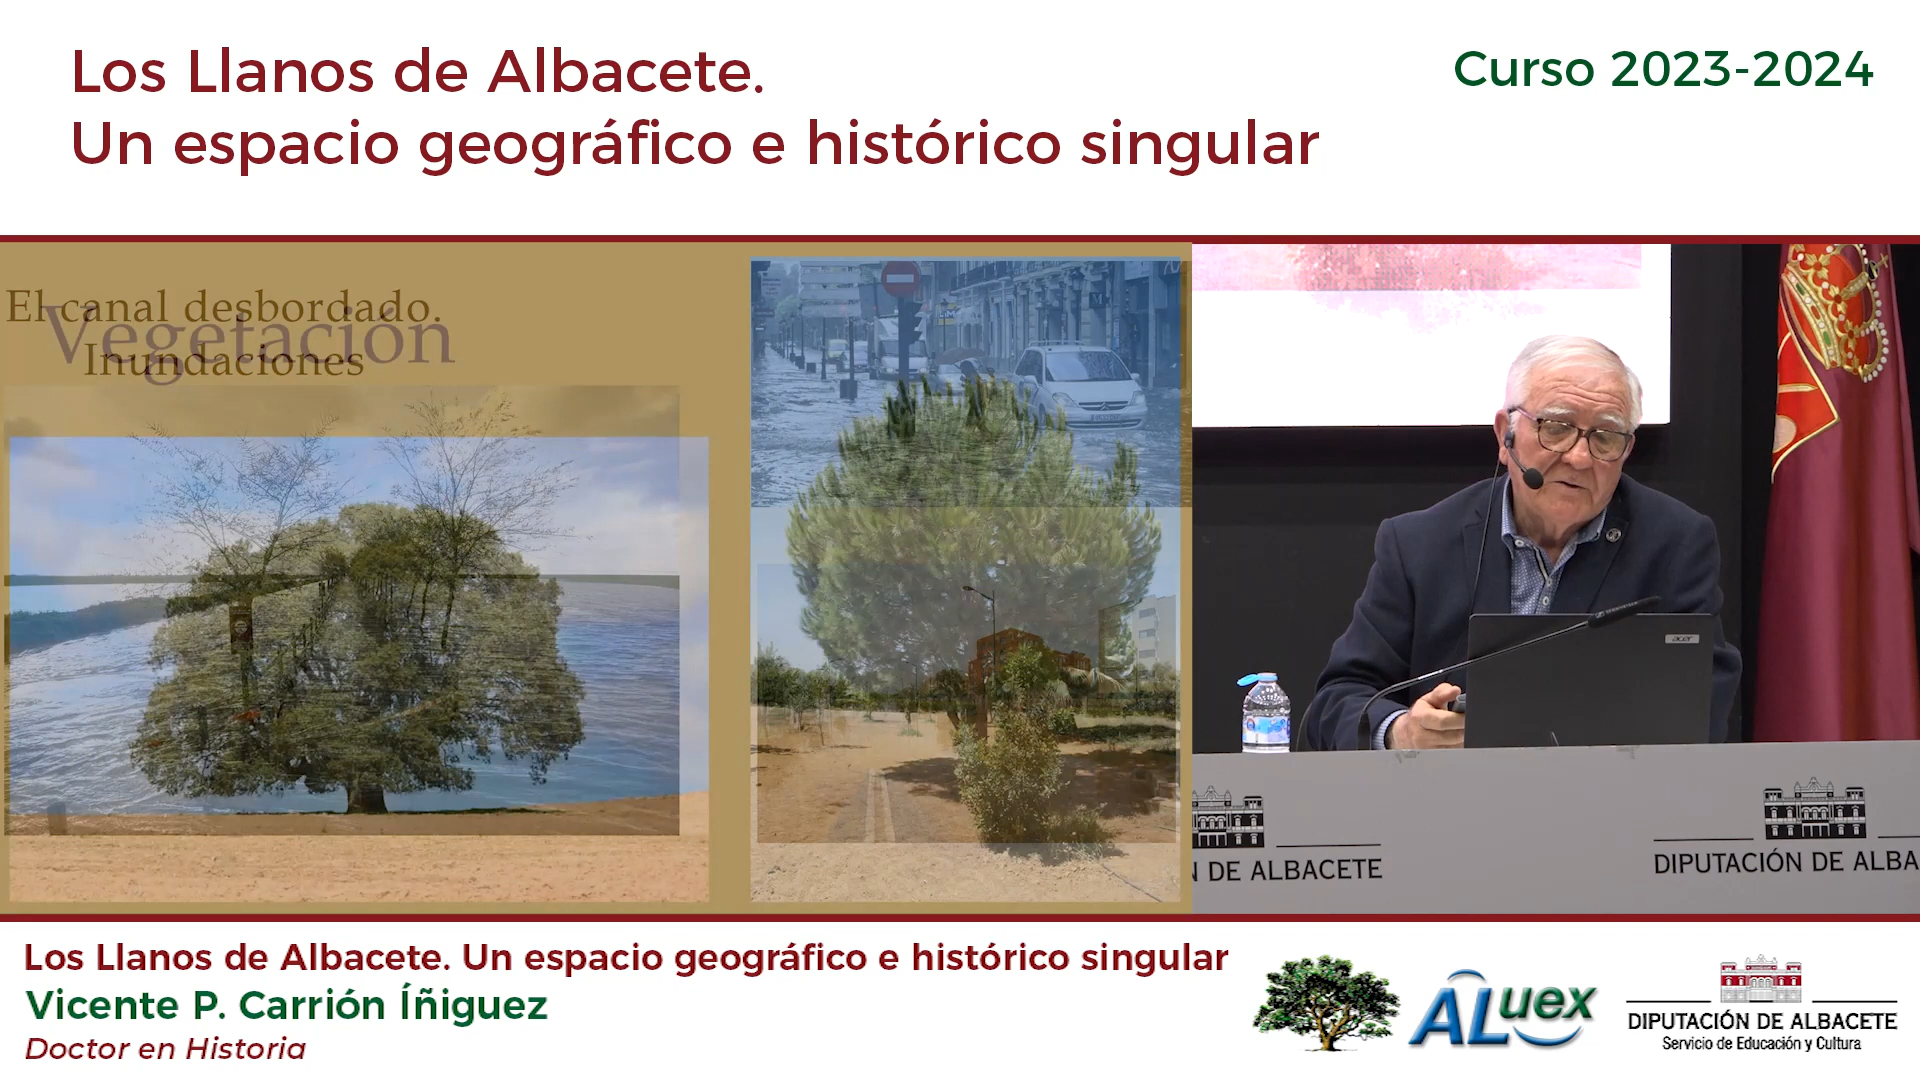 Los Llanos de Albacete.
Un espacio geográfico e histórico singular
Curso 2023-2024
El canal desbordado.
Inundaciones
Vegetación
acer
N DE ALBACETE
DIPUTACIÓN DE ALBA
Los Llanos de Albacete. Un espacio geográfico e histórico singular
Vicente P. Carrión Íñiguez
Doctor en Historia
ALuex
DIPUTACIÓN DE ALBACETE
Servicio de Educación y Cultura